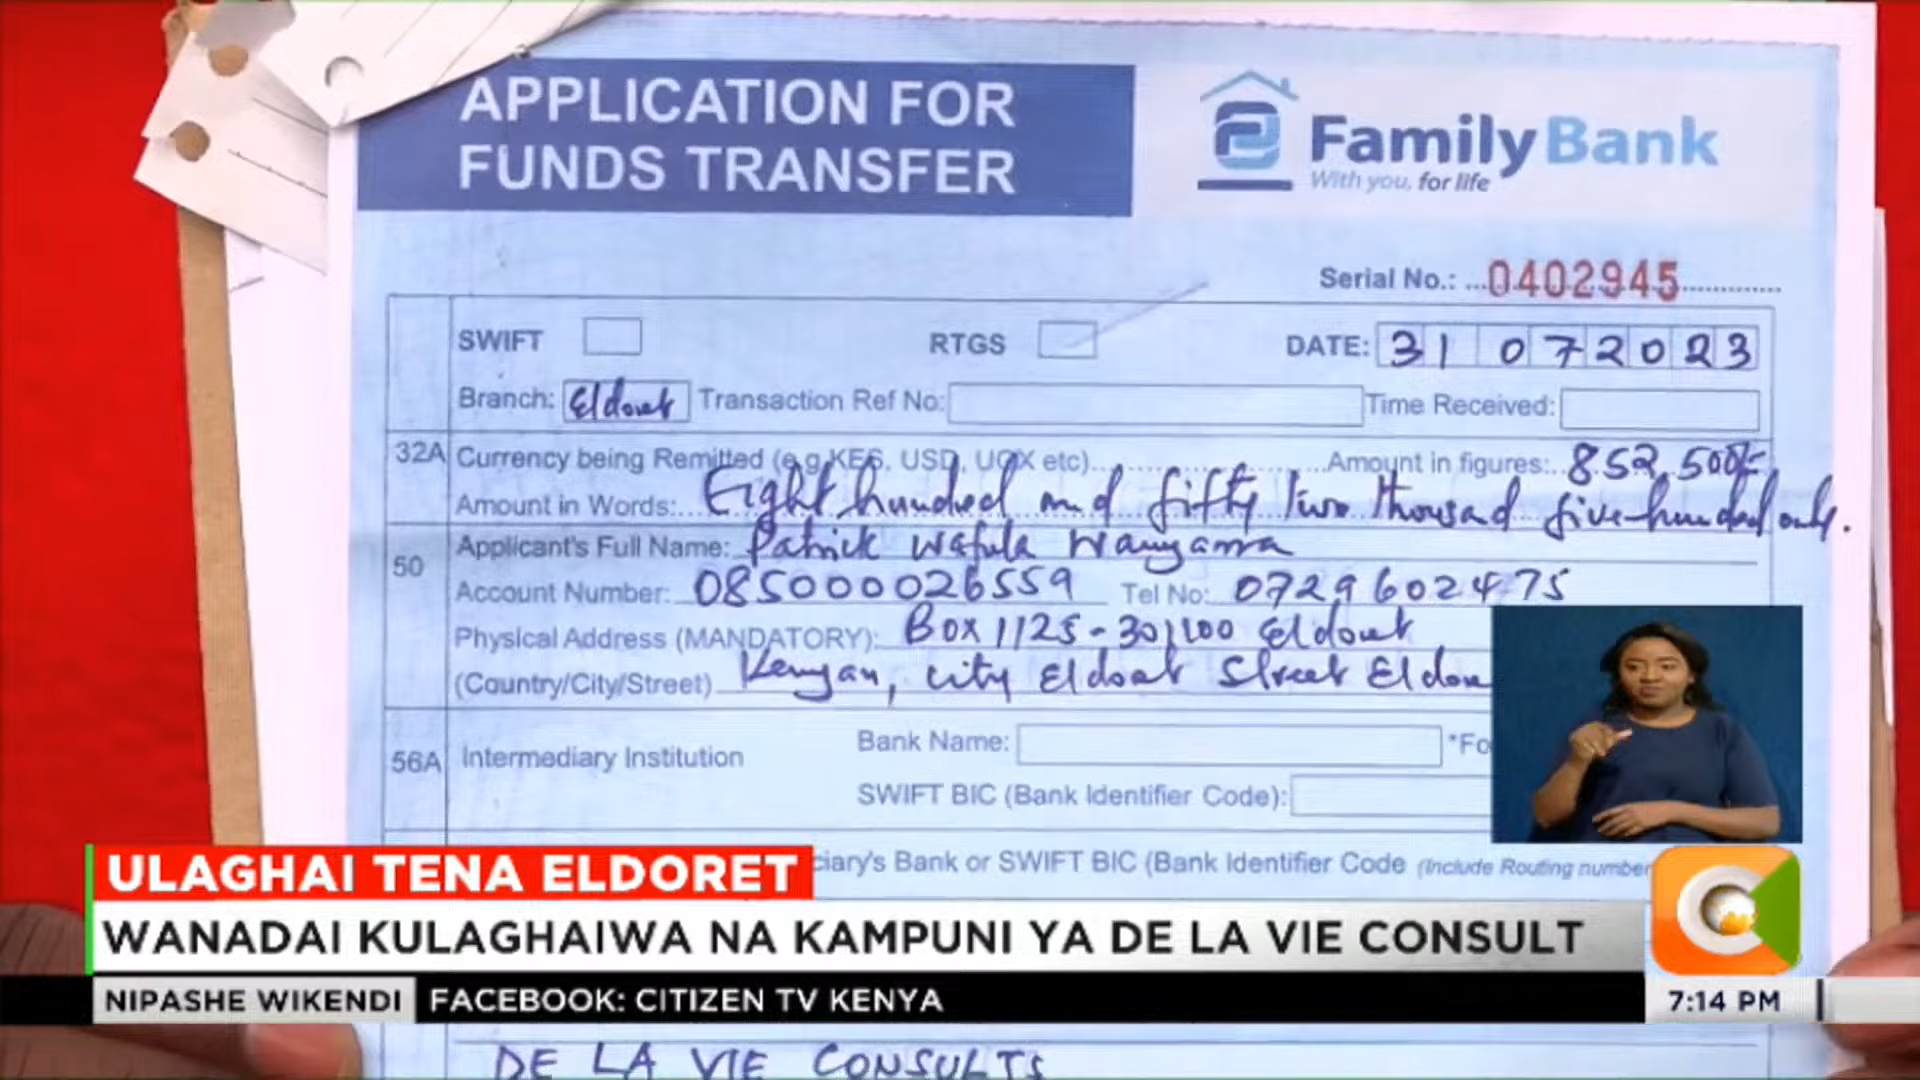 APPLICATION FOR
FUNDS TRANSFER
FamilyBank
With you, for life
Serial No.: 0402945
SWIFT RTGS DATE: 31 07 2023
Branch: Eldoret Transaction Ref No: Time Received:
32A Currency being Remitted (e.g KES, USD, UGX etc) Amount in figures: 852,500/=
Amount in Words: Eight hundred and fifty two thousand five hundred only.
50 Applicant's Full Name: Patrick Wafula Wanyama
Account Number: 085000026559 Tel No: 0729602475
Physical Address (MANDATORY): Box 1125-30100 Eldoret
(Country/City/Street) Kenyan, City Eldoret Street Eldore
56A Intermediary Institution Bank Name: *Fo
SWIFT BIC (Bank Identifier Code):
ciary's Bank or SWIFT BIC (Bank Identifier Code (Include Routing number
ULAGHAI TENA ELDORET
WANADAI KULAGHAIWA NA KAMPUNI YA DE LA VIE CONSULT
NIPASHE WIKENDI FACEBOOK: CITIZEN TV KENYA 7:14 PM
DE LA VIE CONSULTS